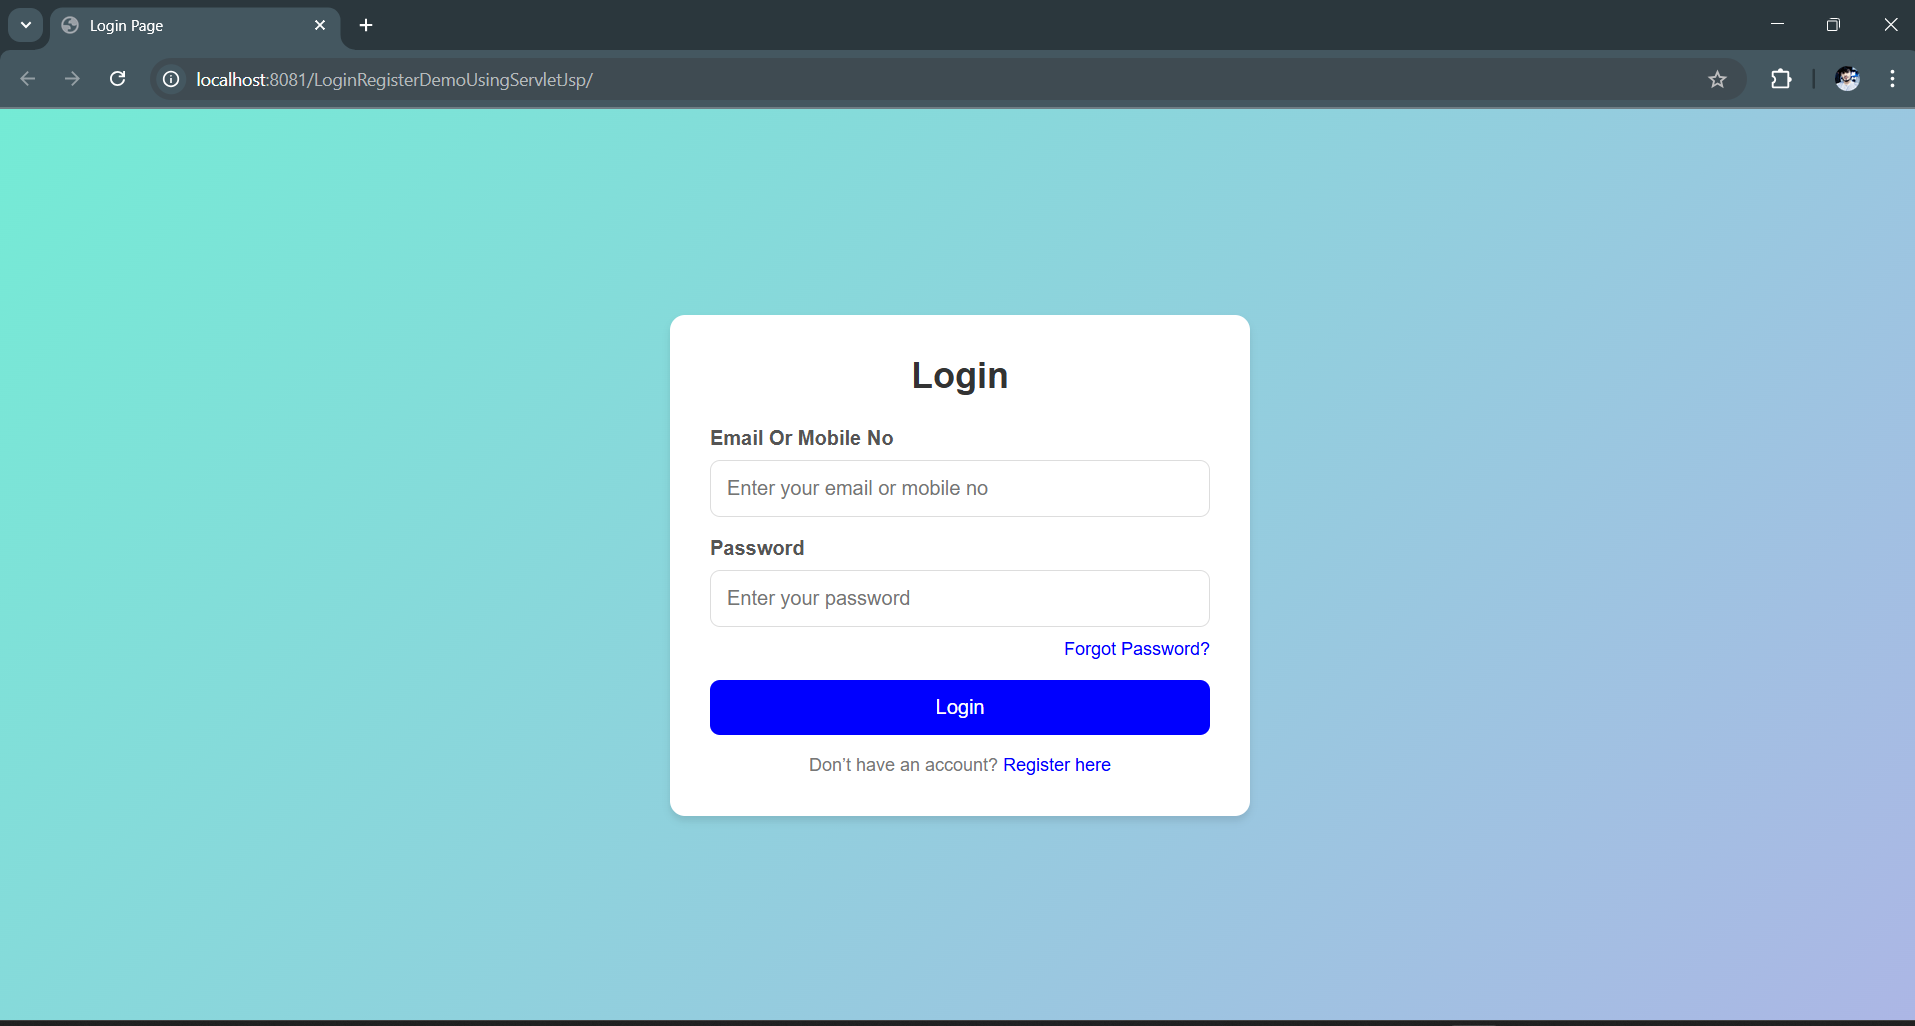 Login Page
localhost:8081/LoginRegisterDemoUsingServletJsp/
Login
Email Or Mobile No
Enter your email or mobile no
Password
Enter your password
Forgot Password?
Login
Don't have an account? Register here